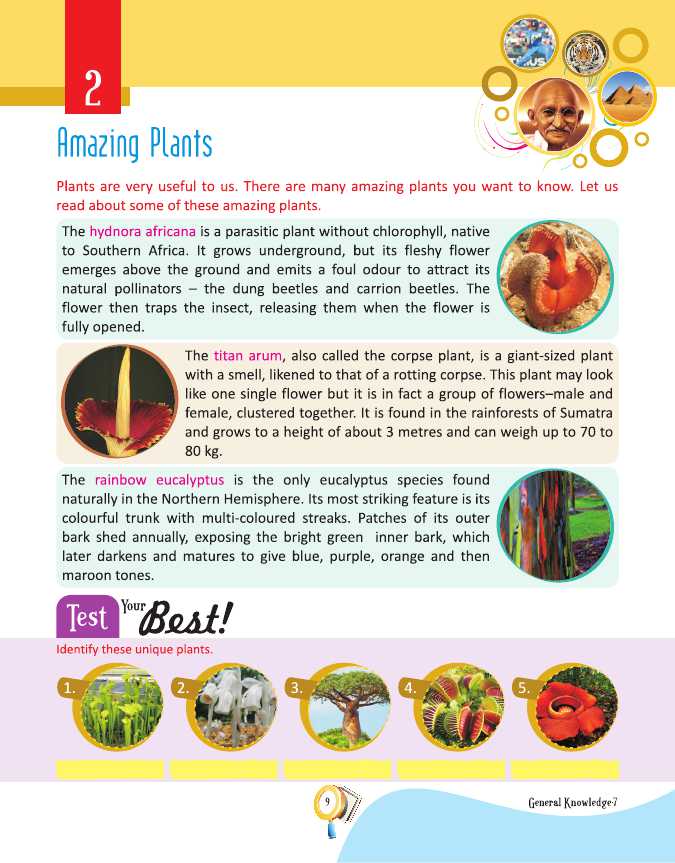 2
Amazing Plants
Plants are very useful to us. There are many amazing plants you want to know. Let us
read about some of these amazing plants.
The hydnora africana is a parasitic plant without chlorophyll, native
to Southern Africa. It grows underground, but its fleshy flower
emerges above the ground and emits a foul odour to attract its
natural pollinators – the dung beetles and carrion beetles. The
flower then traps the insect, releasing them when the flower is
fully opened.
The titan arum, also called the corpse plant, is a giant-sized plant
with a smell, likened to that of a rotting corpse. This plant may look
like one single flower but it is in fact a group of flowers–male and
female, clustered together. It is found in the rainforests of Sumatra
and grows to a height of about 3 metres and can weigh up to 70 to
80 kg.
The rainbow eucalyptus is the only eucalyptus species found
naturally in the Northern Hemisphere. Its most striking feature is its
colourful trunk with multi-coloured streaks. Patches of its outer
bark shed annually, exposing the bright green inner bark, which
later darkens and matures to give blue, purple, orange and then
maroon tones.
Test Your Best!
Identify these unique plants.
1. 2. 3. 4. 5.
9
General Knowledge-7